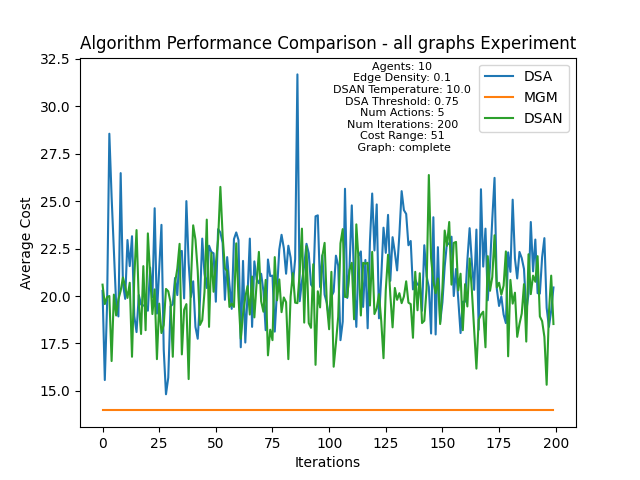 Algorithm Performance Comparison - all graphs Experiment
Agents: 10
Edge Density: 0.1
DSAN Temperature: 10.0
DSA Threshold: 0.75
Num Actions: 5
Num Iterations: 200
Cost Range: 51
Graph: complete
DSA
MGM
DSAN
Average Cost
32.5
30.0
27.5
25.0
22.5
20.0
17.5
15.0
0
25
50
75
100
125
150
175
200
Iterations